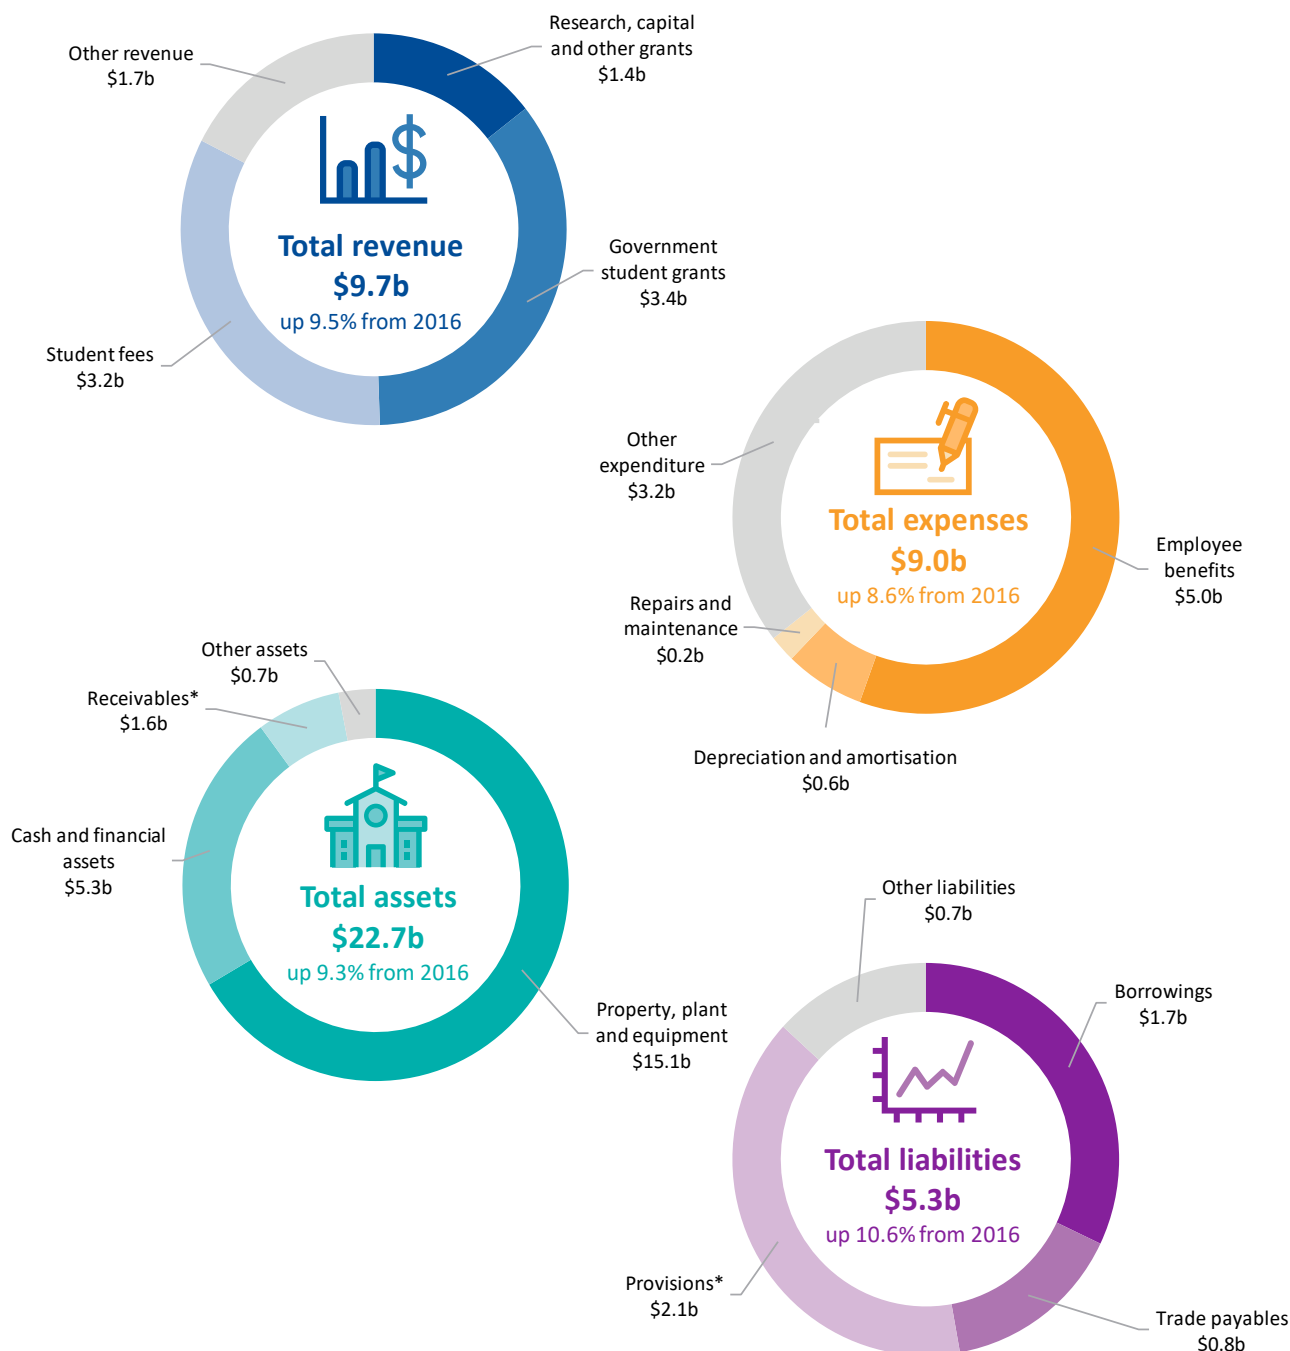 Research, capital
and other grants
$1.4b
Other revenue
$1.7b
Total revenue
$9.7b
up 9.5% from 2016
Government
student grants
$3.4b
Student fees
$3.2b
Other
expenditure
$3.2b
Total expenses
$9.0b
up 8.6% from 2016
Employee
benefits
$5.0b
Repairs and
maintenance
$0.2b
Depreciation and amortisation
$0.6b
Other assets
$0.7b
Receivables*
$1.6b
Cash and financial
assets
$5.3b
Total assets
$22.7b
up 9.3% from 2016
Property, plant
and equipment
$15.1b
Other liabilities
$0.7b
Borrowings
$1.7b
Total liabilities
$5.3b
up 10.6% from 2016
Provisions*
$2.1b
Trade payables
$0.8b